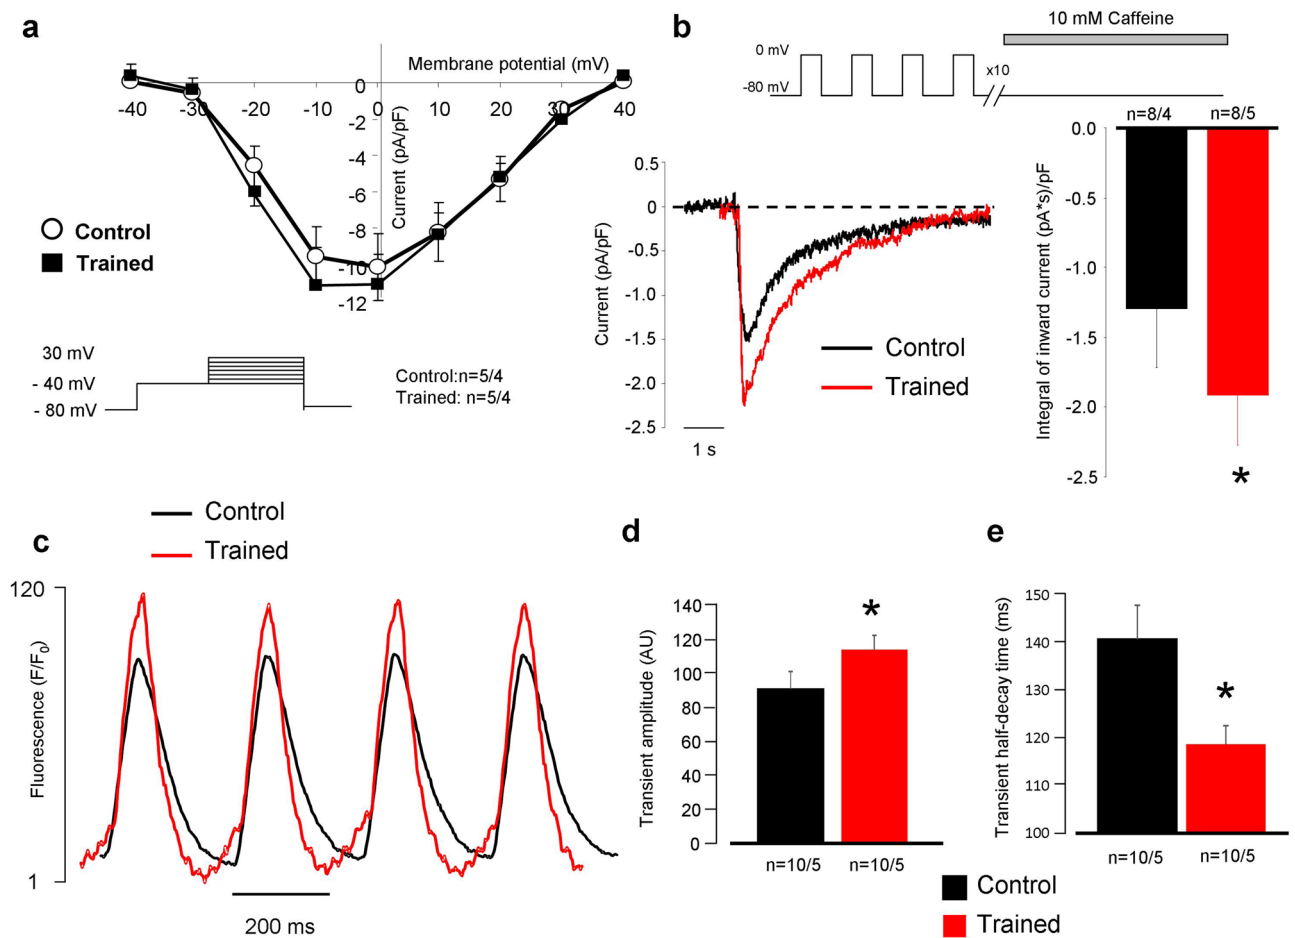 a
Membrane potential (mV)
-40 -30 -20 -10 0 10 20 30 40
0
-2
-4
-6
-8
-10
-12
Current (pA/pF)
Control
Trained
30 mV
- 40 mV
- 80 mV
Control:n=5/4
Trained: n=5/4
b
10 mM Caffeine
0 mV
-80 mV
x10
0.5
0
-0.5
-1.0
-1.5
-2.0
-2.5
Current (pA/pF)
Control
Trained
1 s
n=8/4 n=8/5
0.0
-0.5
-1.0
-1.5
-2.0
-2.5
Integral of inward current (pA*s)/pF
*
c
Control
Trained
120
1
Fluorescence (F/F0)
200 ms
d
140
120
100
80
60
40
20
0
Transient amplitude (AU)
*
n=10/5 n=10/5
e
150
140
130
120
110
100
Transient half-decay time (ms)
*
n=10/5 n=10/5
Control
Trained